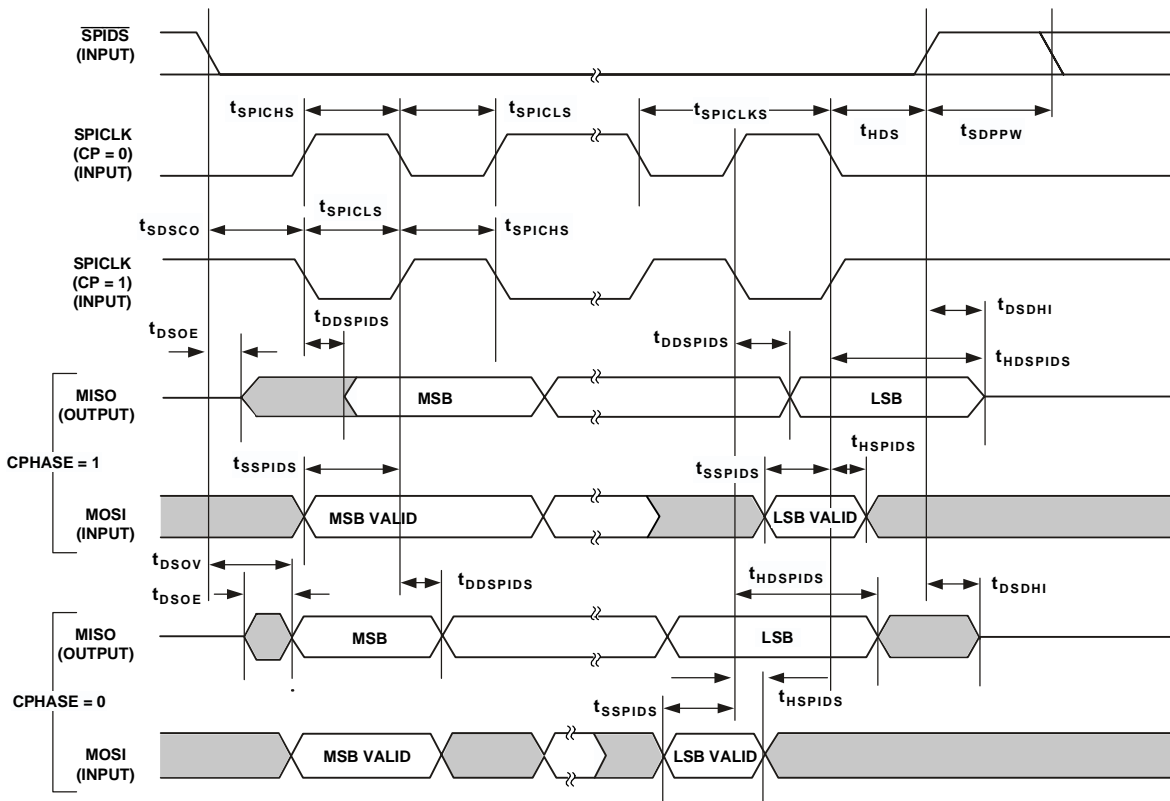 SPIDS
(INPUT)
tSPICHS
tSPICLS
tSPICLKS
tHDS
tSDPPW
SPICLK
(CP = 0)
(INPUT)
tSDSCO
tSPICLS
tSPICHS
SPICLK
(CP = 1)
(INPUT)
tDSOE
tDDSPIDS
tDDSPIDS
tDSDHI
tHDSPIDS
MISO
(OUTPUT)
MSB
LSB
CPHASE = 1
tSSPIDS
tSSPIDS
tHSPIDS
MOSI
(INPUT)
MSB VALID
LSB VALID
tDSOV
tDSOE
tDDSPIDS
tHDSPIDS
tDSDHI
MISO
(OUTPUT)
MSB
LSB
CPHASE = 0
tSSPIDS
tHSPIDS
MOSI
(INPUT)
MSB VALID
LSB VALID